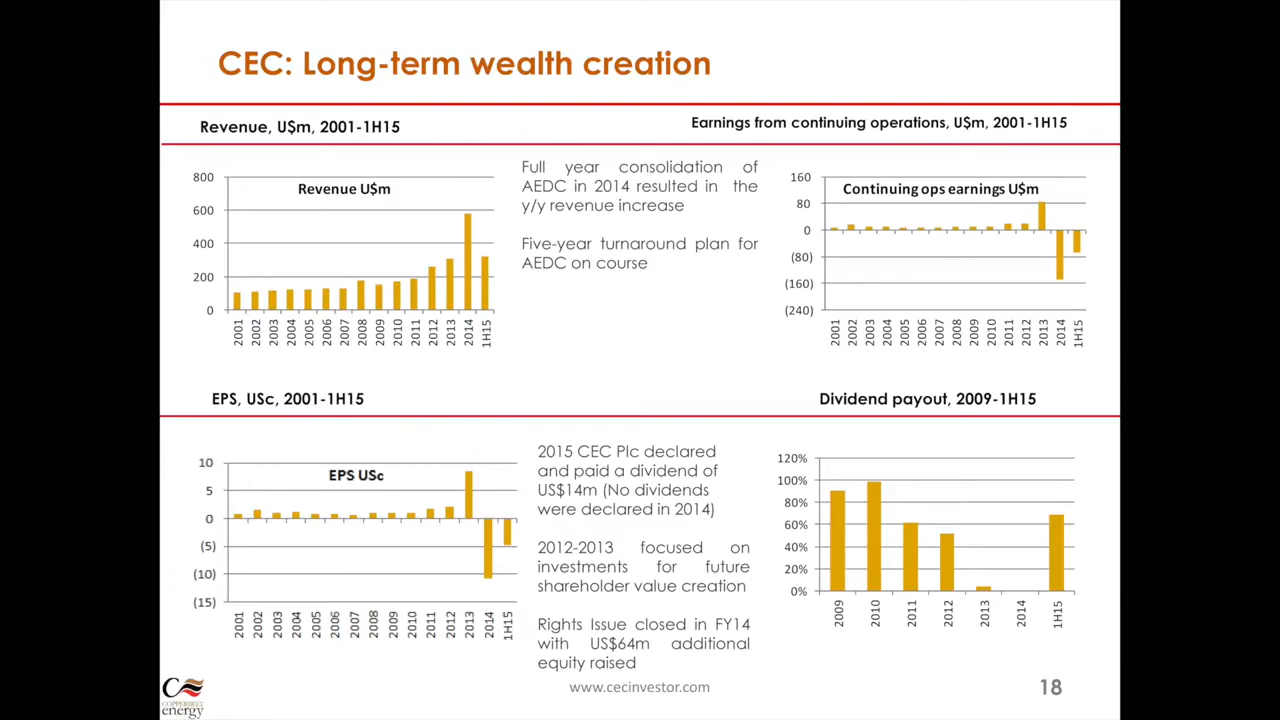 CEC: Long-term wealth creation
Revenue, U$m, 2001-1H15
Earnings from continuing operations, U$m, 2001-1H15
Revenue U$m
800
600
400
200
0
2001 2002 2003 2004 2005 2006 2007 2008 2009 2010 2011 2012 2013 2014 1H15
Full year consolidation of
AEDC in 2014 resulted in the
y/y revenue increase
Five-year turnaround plan for
AEDC on course
Continuing ops earnings U$m
160
80
0
(80)
(160)
(240)
2001 2002 2003 2004 2005 2006 2007 2008 2009 2010 2011 2012 2013 2014 1H15
EPS, USc, 2001-1H15
Dividend payout, 2009-1H15
EPS USc
10
5
0
(5)
(10)
(15)
2001 2002 2003 2004 2005 2006 2007 2008 2009 2010 2011 2012 2013 2014 1H15
2015 CEC Plc declared
and paid a dividend of
US$14m (No dividends
were declared in 2014)
2012-2013 focused on
investments for future
shareholder value creation
Rights Issue closed in FY14
with US$64m additional
equity raised
120%
100%
80%
60%
40%
20%
0%
2009 2010 2011 2012 2013 2014 1H15
COPPERBELT
energy
www.cecinvestor.com
18